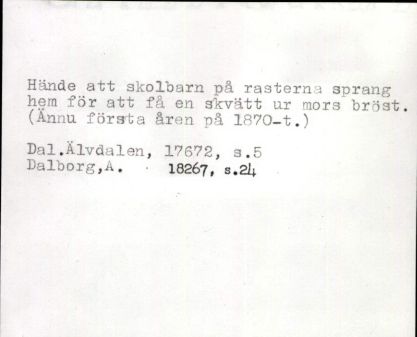 Hände att skolbarn på rasterna sprang
hem för att få en skvätt ur mors bröst.
(Ännu första åren på 1870-t.)
Dal.Älvdalen, 17672, s.5
Dalborg,A. 18267, s.24